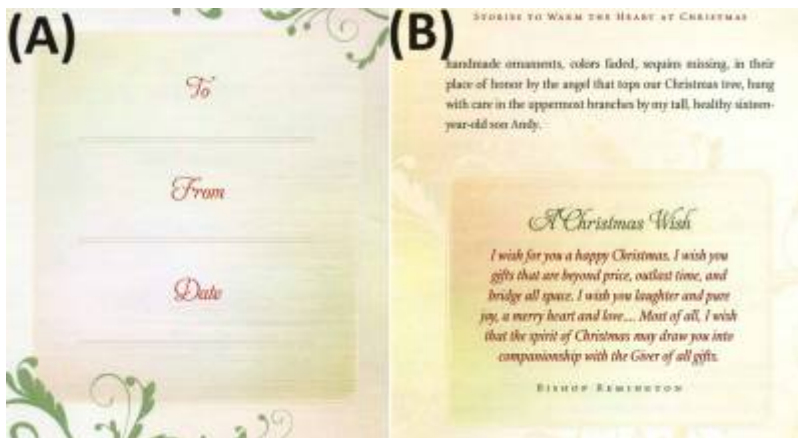 (A)
To
From
Date
(B)
STORIES TO WARM THE HEART AT CHRISTMAS
handmade ornaments, colors faded, sequins missing, in their
place of honor by the angel that tops our Christmas tree, hung
with care in the uppermost branches by my tall, healthy sixteen-
year-old son Andy.
A Christmas Wish
I wish for you a happy Christmas. I wish you
gifts that are beyond price, outlast time, and
bridge all space. I wish you laughter and pure
joy, a merry heart and love.... Most of all, I wish
that the spirit of Christmas may draw you into
companionship with the Giver of all gifts.
BISHOP REMINGTON